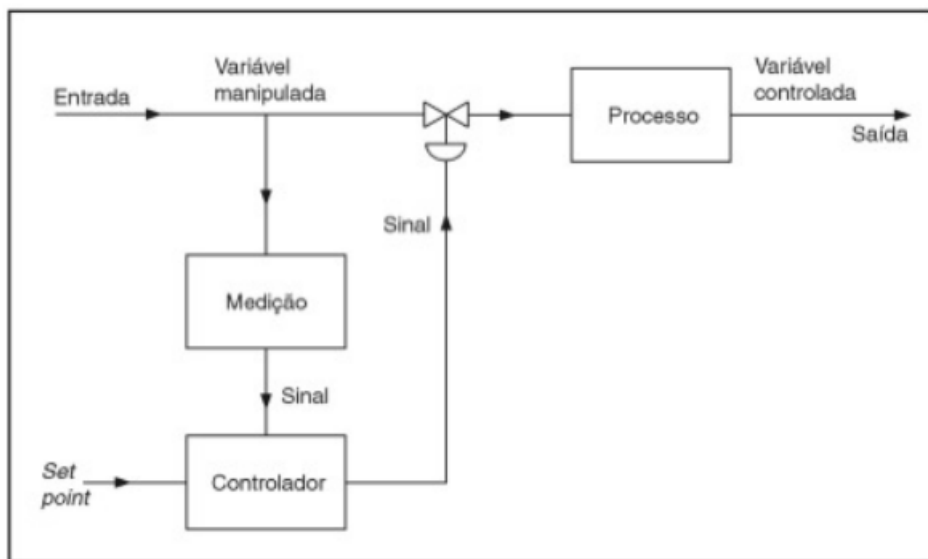 Entrada
Variável
manipulada
Processo
Variável
controlada
Saída
Sinal
Medição
Sinal
Set
point
Controlador